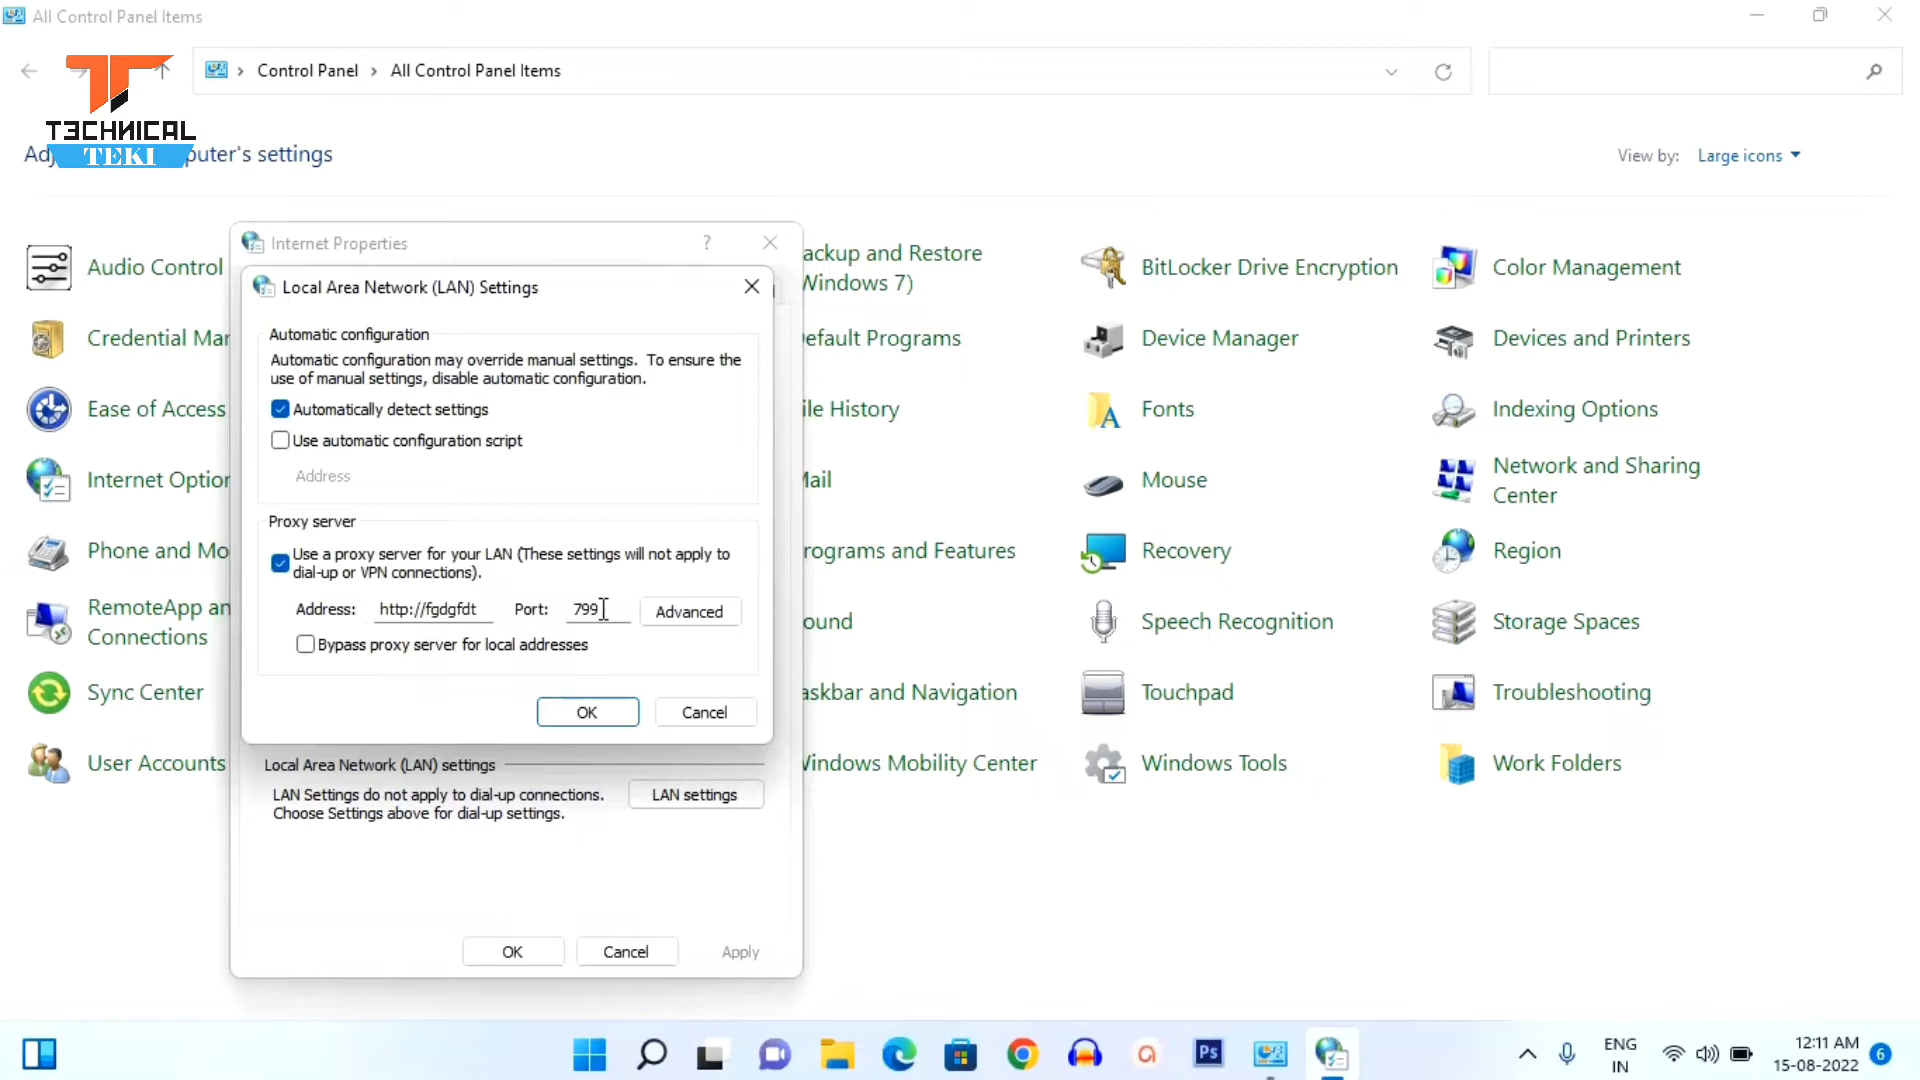 All Control Panel Items
Control Panel
All Control Panel Items
TECHNICAL
TEKI
Ad
puter's settings
View by:
Large icons
Audio Control
ackup and Restore
Windows 7)
BitLocker Drive Encryption
Color Management
Credential Mar
efault Programs
Device Manager
Devices and Printers
Ease of Access
ile History
Fonts
Indexing Options
Internet Option
Mail
Mouse
Network and Sharing
Center
Phone and Mo
rograms and Features
Recovery
Region
RemoteApp an
Connections
ound
Speech Recognition
Storage Spaces
Sync Center
askbar and Navigation
Touchpad
Troubleshooting
User Accounts
Windows Mobility Center
Windows Tools
Work Folders
Internet Properties
?
Local Area Network (LAN) Settings
Automatic configuration
Automatic configuration may override manual settings. To ensure the
use of manual settings, disable automatic configuration.
Automatically detect settings
Use automatic configuration script
Address
Proxy server
Use a proxy server for your LAN (These settings will not apply to
dial-up or VPN connections).
Address:
http://fgdgfdt
Port:
799
Advanced
Bypass proxy server for local addresses
OK
Cancel
Local Area Network (LAN) settings
LAN Settings do not apply to dial-up connections.
Choose Settings above for dial-up settings.
LAN settings
OK
Cancel
Apply
Ps
ENG
IN
12:11 AM
15-08-2022
6